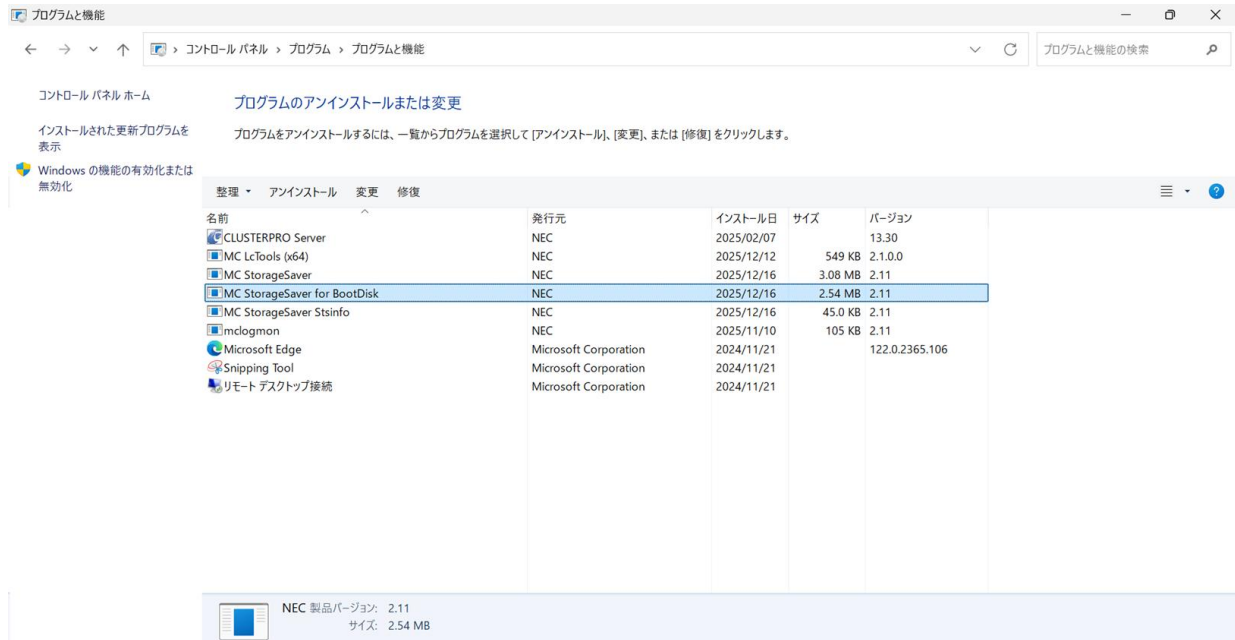 プログラムと機能
コントロール パネル › プログラム › プログラムと機能
プログラムと機能の検索
コントロール パネル ホーム
インストールされた更新プログラムを
表示
Windows の機能の有効化または
無効化
プログラムのアンインストールまたは変更
プログラムをアンインストールするには、一覧からプログラムを選択して [アンインストール]、[変更]、または [修復] をクリックします。
整理 アンインストール 変更 修復
名前 発行元 インストール日 サイズ バージョン
CLUSTERPRO Server NEC 2025/02/07 13.30
MC LcTools (x64) NEC 2025/12/12 549 KB 2.1.0.0
MC StorageSaver NEC 2025/12/16 3.08 MB 2.11
MC StorageSaver for BootDisk NEC 2025/12/16 2.54 MB 2.11
MC StorageSaver Stsinfo NEC 2025/12/16 45.0 KB 2.11
mclogmon NEC 2025/11/10 105 KB 2.11
Microsoft Edge Microsoft Corporation 2024/11/21 122.0.2365.106
Snipping Tool Microsoft Corporation 2024/11/21
リモート デスクトップ接続 Microsoft Corporation 2024/11/21
NEC 製品バージョン: 2.11
サイズ: 2.54 MB